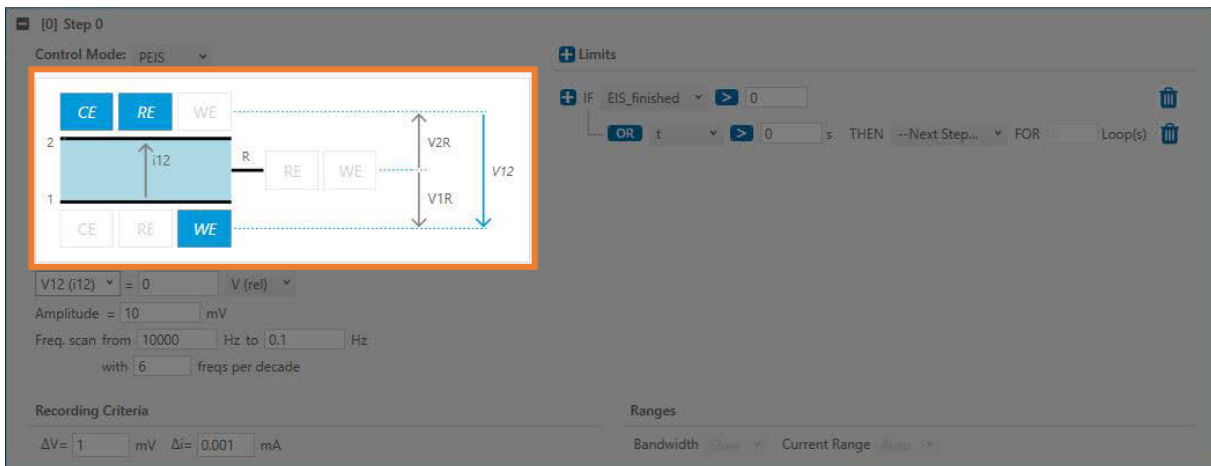 [0] Step 0
Control Mode: PEIS
CE RE WE
2
i12
R
RE WE
V2R
V12
1
V1R
CE RE WE
V12 (i12) = 0 V (rel)
Amplitude = 10 mV
Freq. scan from 10000 Hz to 0.1 Hz
with 6 freqs per decade
Limits
IF EIS_finished > 0
OR t > 0 s THEN --Next Step... FOR 0 Loop(s)
Recording Criteria
ΔV= 1 mV Δi= 0.001 mA
Ranges
Bandwidth Slow Current Range Auto